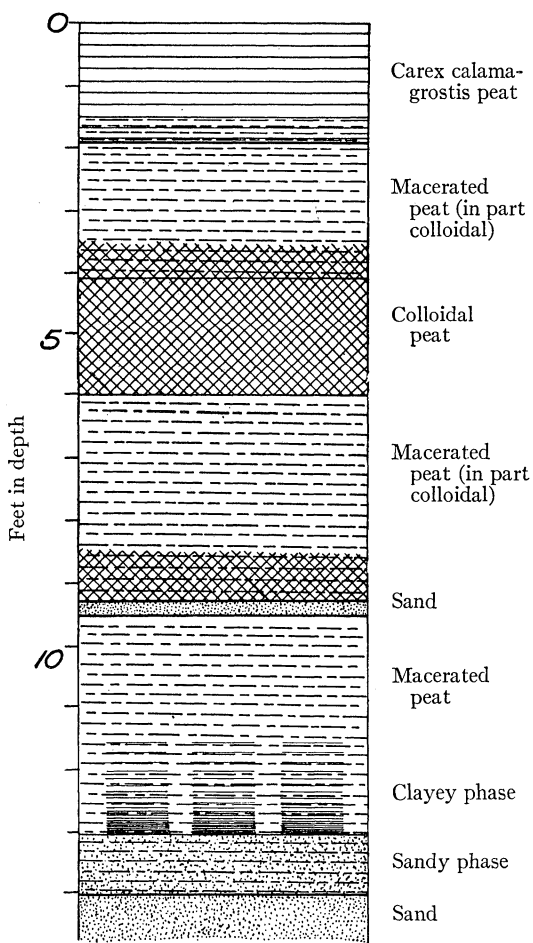 0
Carex calama-
grostis peat
Macerated
peat (in part
colloidal)
Colloidal
peat
5
Feet in depth
Macerated
peat (in part
colloidal)
Sand
10
Macerated
peat
Clayey phase
Sandy phase
Sand